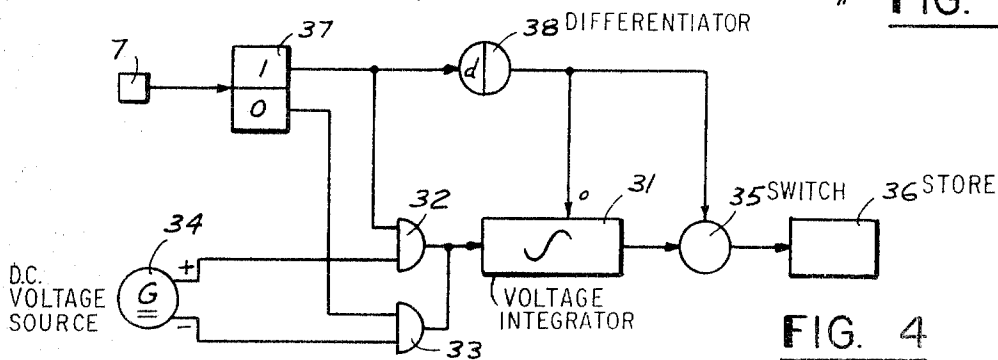 " FIG.
7
37
38 DIFFERENTIATOR
1
d
0
o
32
31
35 SWITCH
36 STORE
34
+
D.C.
VOLTAGE
SOURCE
G
-
33
∫
VOLTAGE
INTEGRATOR
FIG. 4